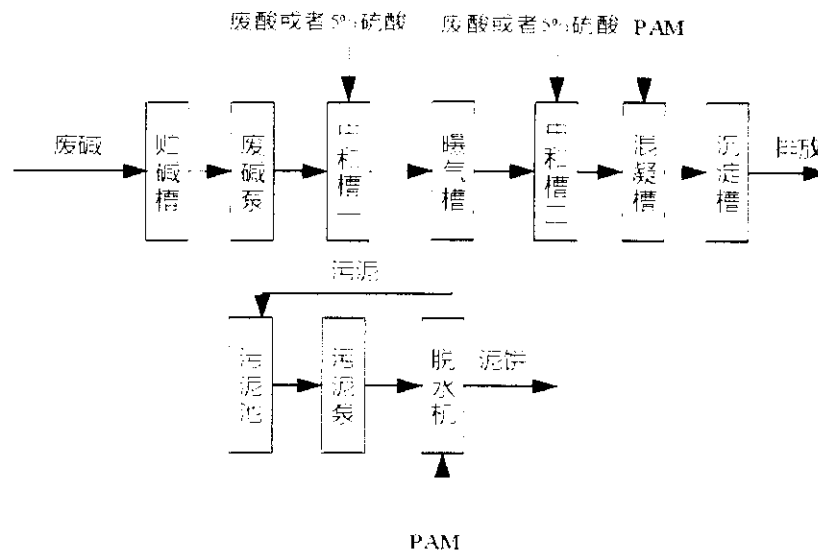 废酸或者5%硫酸
废酸或者5%硫酸 PAM
废碱
贮碱槽
废碱泵
中和槽一
曝气槽
中和槽二
混凝槽
沉淀槽
排放
污泥
污泥池
污泥泵
脱水机
泥饼
PAM